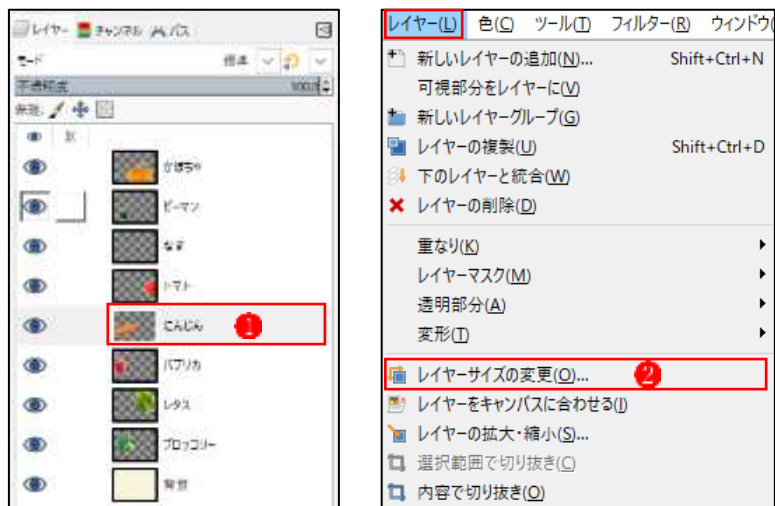 レイヤー チャンネル パス
モード 標準
不透明度 100.0
保護:
かぼちゃ
ピーマン
なす
トマト
にんじん 1
パプリカ
レタス
ブロッコリー
背景
レイヤー(L) 色(C) ツール(T) フィルター(R) ウィンドウ(
新しいレイヤーの追加(N)... Shift+Ctrl+N
可視部分をレイヤーに(V)
新しいレイヤーグループ(G)
レイヤーの複製(U) Shift+Ctrl+D
下のレイヤーと統合(W)
レイヤーの削除(D)
重なり(K)
レイヤーマスク(M)
透明部分(A)
変形(T)
レイヤーサイズの変更(O)... 2
レイヤーをキャンバスに合わせる(I)
レイヤーの拡大・縮小(S)...
選択範囲で切り抜き(C)
内容で切り抜き(O)